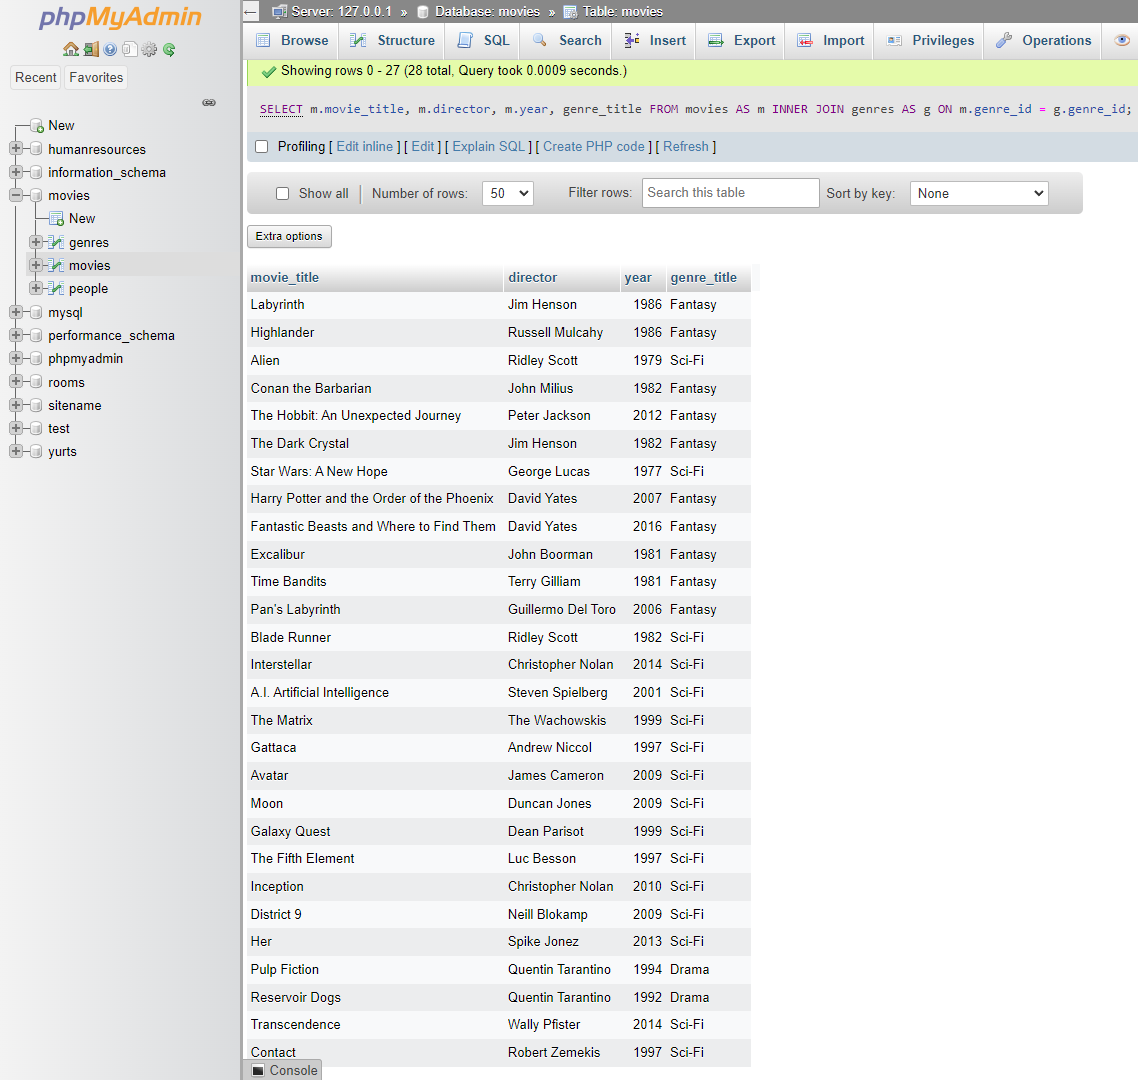 phpMyAdmin
Recent Favorites
New
humanresources
information_schema
movies
New
genres
movies
people
mysql
performance_schema
phpmyadmin
rooms
sitename
test
yurts
Server: 127.0.0.1 » Database: movies » Table: movies
Browse Structure SQL Search Insert Export Import Privileges Operations
Showing rows 0 - 27 (28 total, Query took 0.0009 seconds.)
SELECT m.movie_title, m.director, m.year, genre_title FROM movies AS m INNER JOIN genres AS g ON m.genre_id = g.genre_id;
Profiling [ Edit inline ] [ Edit ] [ Explain SQL ] [ Create PHP code ] [ Refresh ]
Show all Number of rows: 50 Filter rows: Search this table Sort by key: None
Extra options
movie_title director year genre_title
Labyrinth Jim Henson 1986 Fantasy
Highlander Russell Mulcahy 1986 Fantasy
Alien Ridley Scott 1979 Sci-Fi
Conan the Barbarian John Milius 1982 Fantasy
The Hobbit: An Unexpected Journey Peter Jackson 2012 Fantasy
The Dark Crystal Jim Henson 1982 Fantasy
Star Wars: A New Hope George Lucas 1977 Sci-Fi
Harry Potter and the Order of the Phoenix David Yates 2007 Fantasy
Fantastic Beasts and Where to Find Them David Yates 2016 Fantasy
Excalibur John Boorman 1981 Fantasy
Time Bandits Terry Gilliam 1981 Fantasy
Pan's Labyrinth Guillermo Del Toro 2006 Fantasy
Blade Runner Ridley Scott 1982 Sci-Fi
Interstellar Christopher Nolan 2014 Sci-Fi
A.I. Artificial Intelligence Steven Spielberg 2001 Sci-Fi
The Matrix The Wachowskis 1999 Sci-Fi
Gattaca Andrew Niccol 1997 Sci-Fi
Avatar James Cameron 2009 Sci-Fi
Moon Duncan Jones 2009 Sci-Fi
Galaxy Quest Dean Parisot 1999 Sci-Fi
The Fifth Element Luc Besson 1997 Sci-Fi
Inception Christopher Nolan 2010 Sci-Fi
District 9 Neill Blokamp 2009 Sci-Fi
Her Spike Jonez 2013 Sci-Fi
Pulp Fiction Quentin Tarantino 1994 Drama
Reservoir Dogs Quentin Tarantino 1992 Drama
Transcendence Wally Pfister 2014 Sci-Fi
Contact Robert Zemekis 1997 Sci-Fi
Console